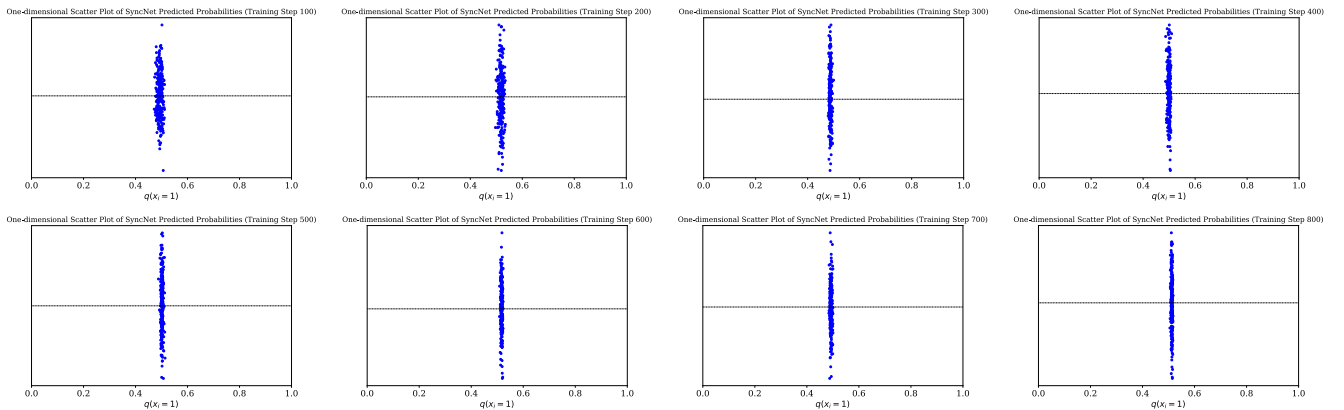 One-dimensional Scatter Plot of SyncNet Predicted Probabilities (Training Step 100)
0.0 0.2 0.4 0.6 0.8 1.0
q(xᵢ = 1)
One-dimensional Scatter Plot of SyncNet Predicted Probabilities (Training Step 200)
0.0 0.2 0.4 0.6 0.8 1.0
q(xᵢ = 1)
One-dimensional Scatter Plot of SyncNet Predicted Probabilities (Training Step 300)
0.0 0.2 0.4 0.6 0.8 1.0
q(xᵢ = 1)
One-dimensional Scatter Plot of SyncNet Predicted Probabilities (Training Step 400)
0.0 0.2 0.4 0.6 0.8 1.0
q(xᵢ = 1)
One-dimensional Scatter Plot of SyncNet Predicted Probabilities (Training Step 500)
0.0 0.2 0.4 0.6 0.8 1.0
q(xᵢ = 1)
One-dimensional Scatter Plot of SyncNet Predicted Probabilities (Training Step 600)
0.0 0.2 0.4 0.6 0.8 1.0
q(xᵢ = 1)
One-dimensional Scatter Plot of SyncNet Predicted Probabilities (Training Step 700)
0.0 0.2 0.4 0.6 0.8 1.0
q(xᵢ = 1)
One-dimensional Scatter Plot of SyncNet Predicted Probabilities (Training Step 800)
0.0 0.2 0.4 0.6 0.8 1.0
q(xᵢ = 1)